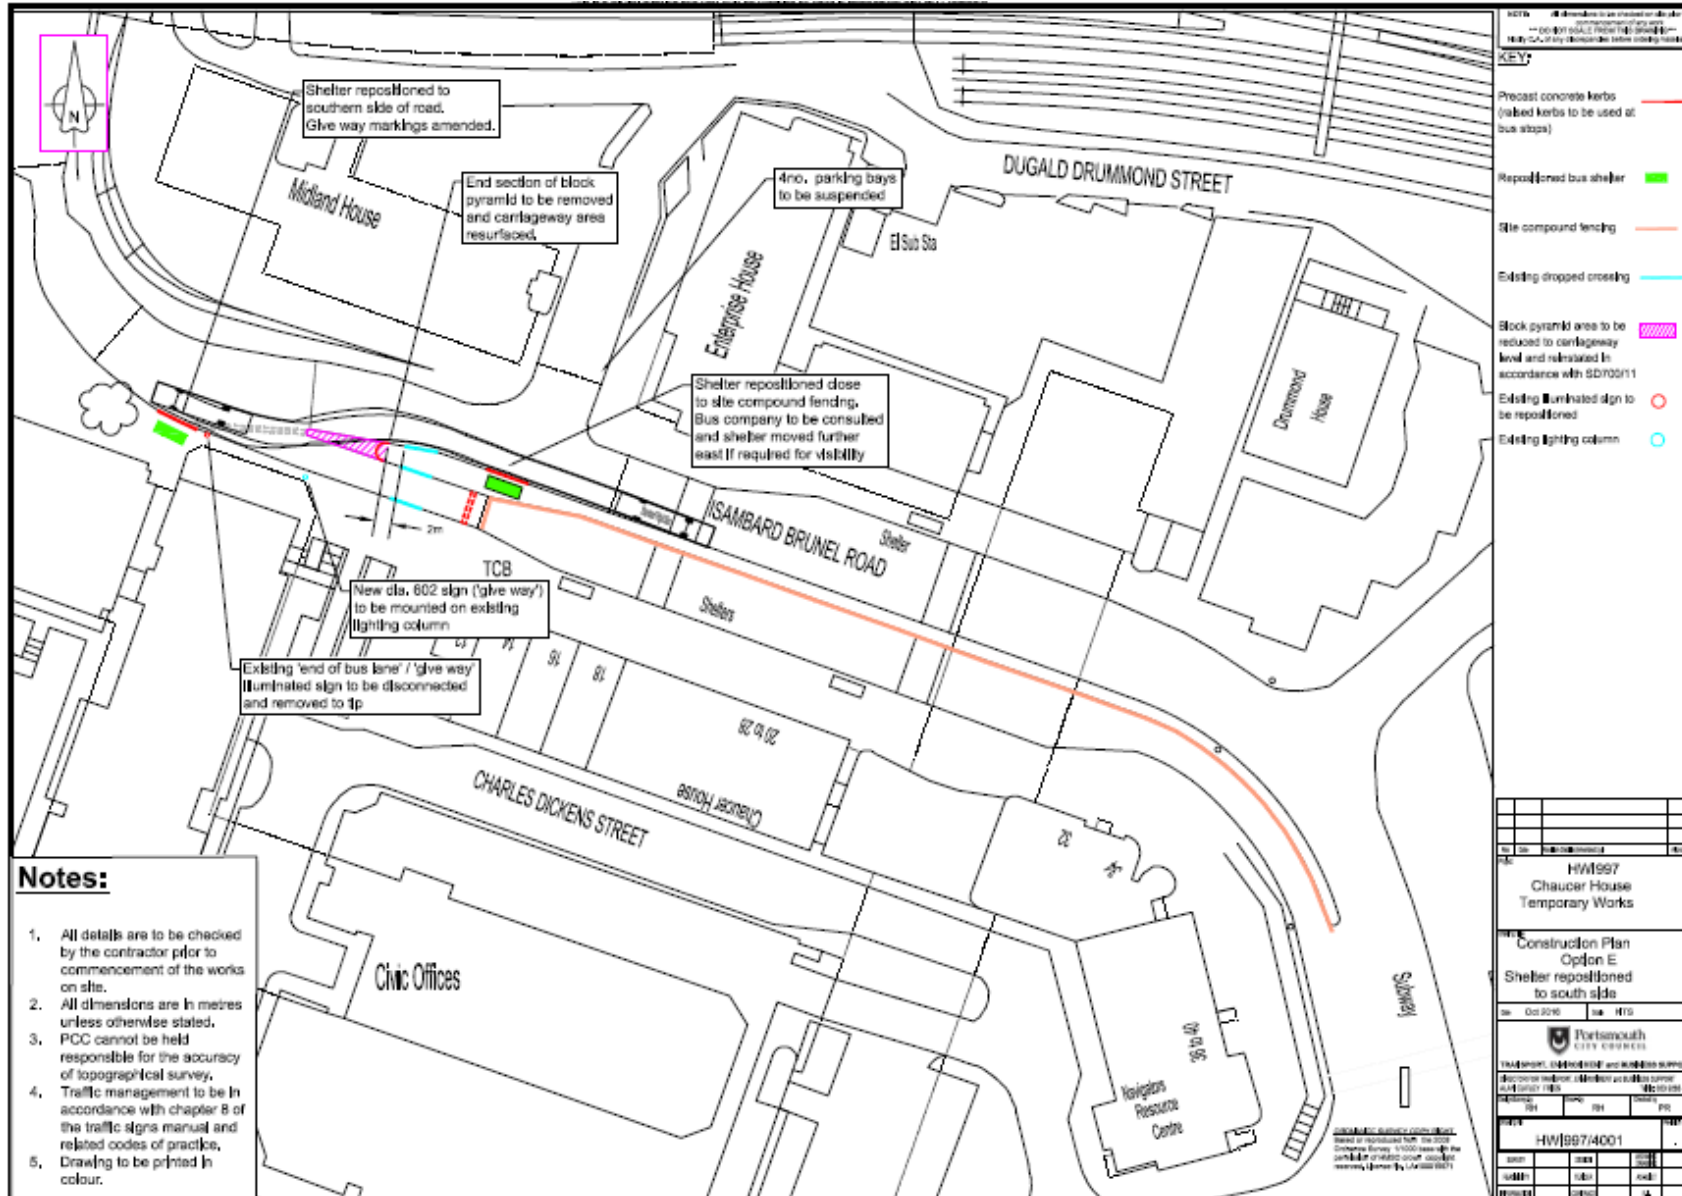 N
Shelter repositioned to
southern side of road.
Give way markings amended.
End section of block
pyramid to be removed
and carriageway area
resurfaced.
4no. parking bays
to be suspended
DUGALD DRUMMOND STREET
Midland House
El Sub Sta
Enterprise House
Drummond
House
Shelter repositioned close
to site compound fencing.
Bus company to be consulted
and shelter moved further
east if required for visibility
ISAMBARD BRUNEL ROAD
Shelter
2m
TCB
Shelters
New dia. 602 sign ('give way')
to be mounted on existing
lighting column
14
16
18
Existing 'end of bus lane' / 'give way'
illuminated sign to be disconnected
and removed to tip
20 to 28
Chaucer House
CHARLES DICKENS STREET
32
34
Civic Offices
36 to 40
Navigators
Resource
Centre
Subway
Notes:
1. All details are to be checked
by the contractor prior to
commencement of the works
on site.
2. All dimensions are in metres
unless otherwise stated.
3. PCC cannot be held
responsible for the accuracy
of topographical survey.
4. Traffic management to be in
accordance with chapter 8 of
the traffic signs manual and
related codes of practice.
5. Drawing to be printed in
colour.
KEY:
Precast concrete kerbs
(raised kerbs to be used at
bus stops)
Repositioned bus shelter
Site compound fencing
Existing dropped crossing
Block pyramid area to be
reduced to carriageway
level and reinstated in
accordance with SD700/11
Existing illuminated sign to
be repositioned
Existing lighting column
HWI997
Chaucer House
Temporary Works
Construction Plan
Option E
Shelter repositioned
to south side
Oct 2016
NTS
Portsmouth
CITY COUNCIL
TRANSPORT, ENVIRONMENT and BUSINESS SUPPO
RH
RH
PR
HWI997/4001